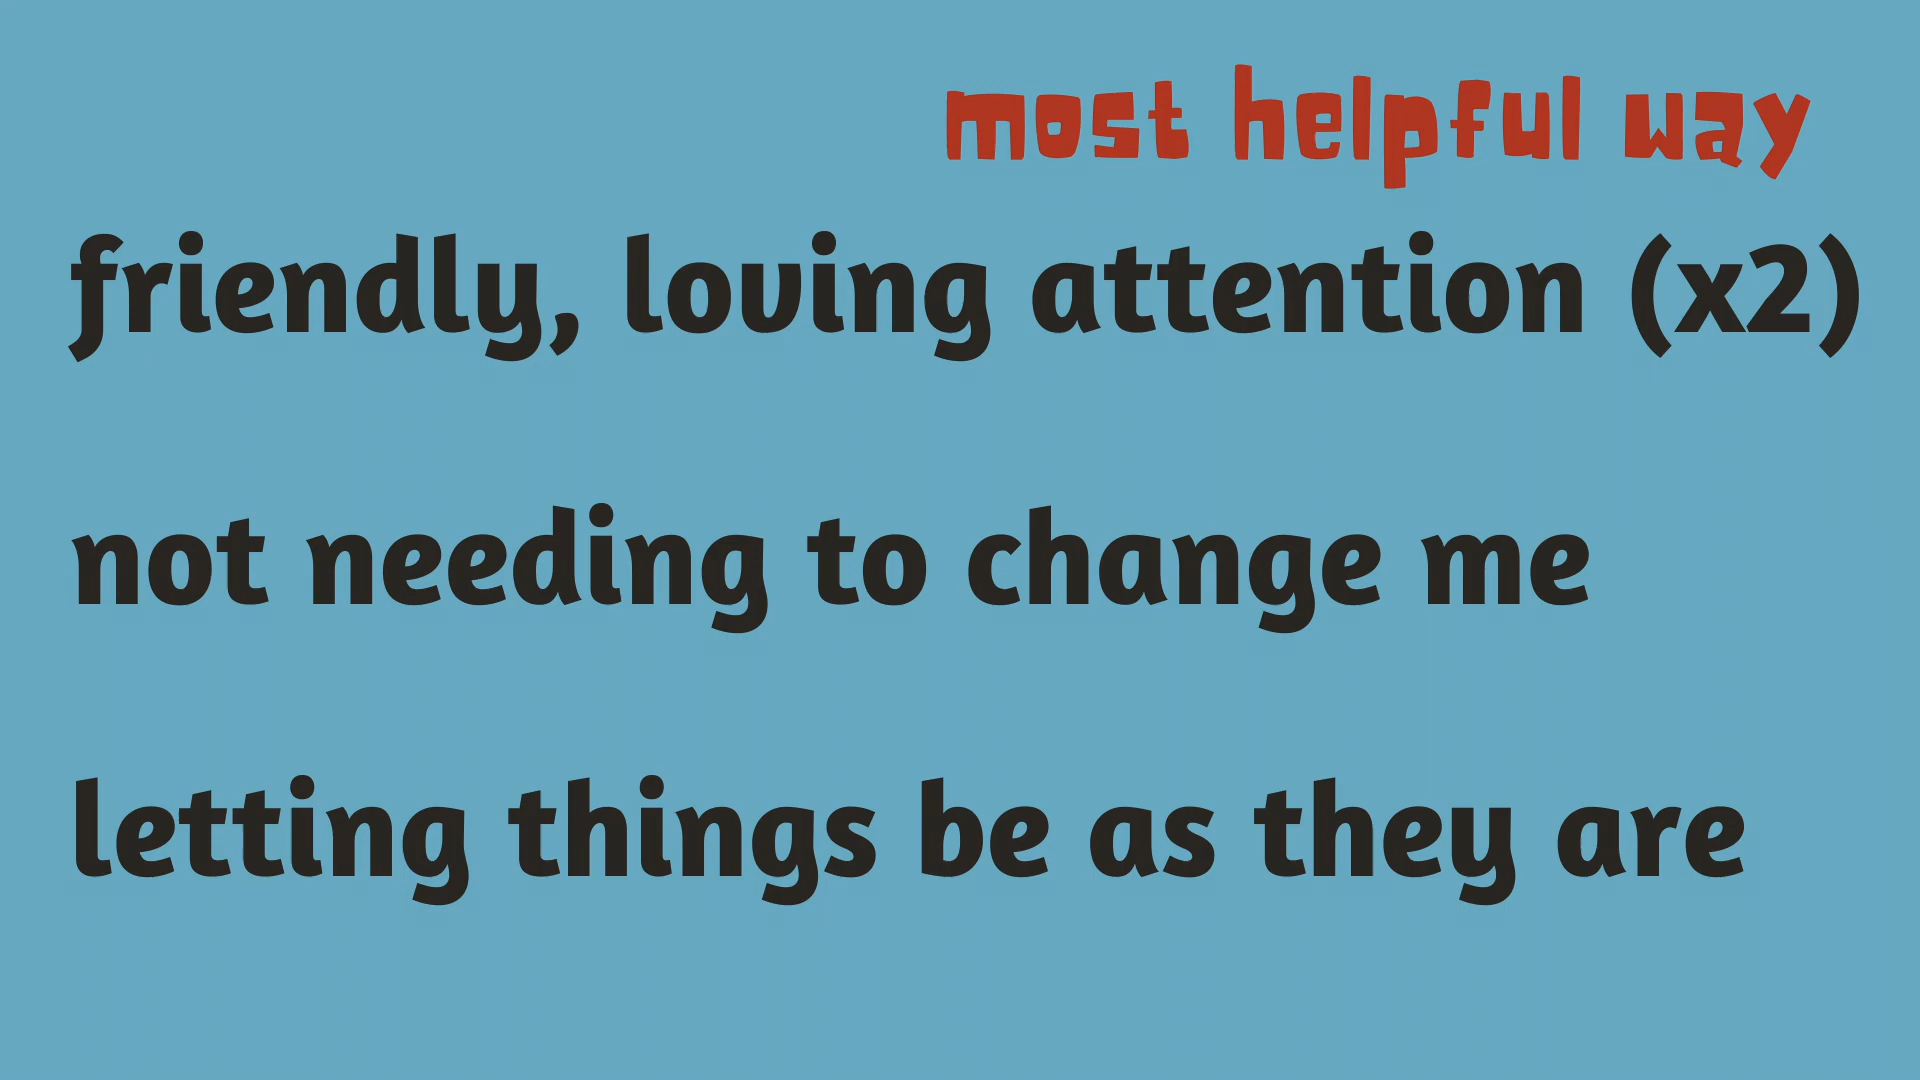 most helpful way
friendly, loving attention (x2)
not needing to change me
letting things be as they are